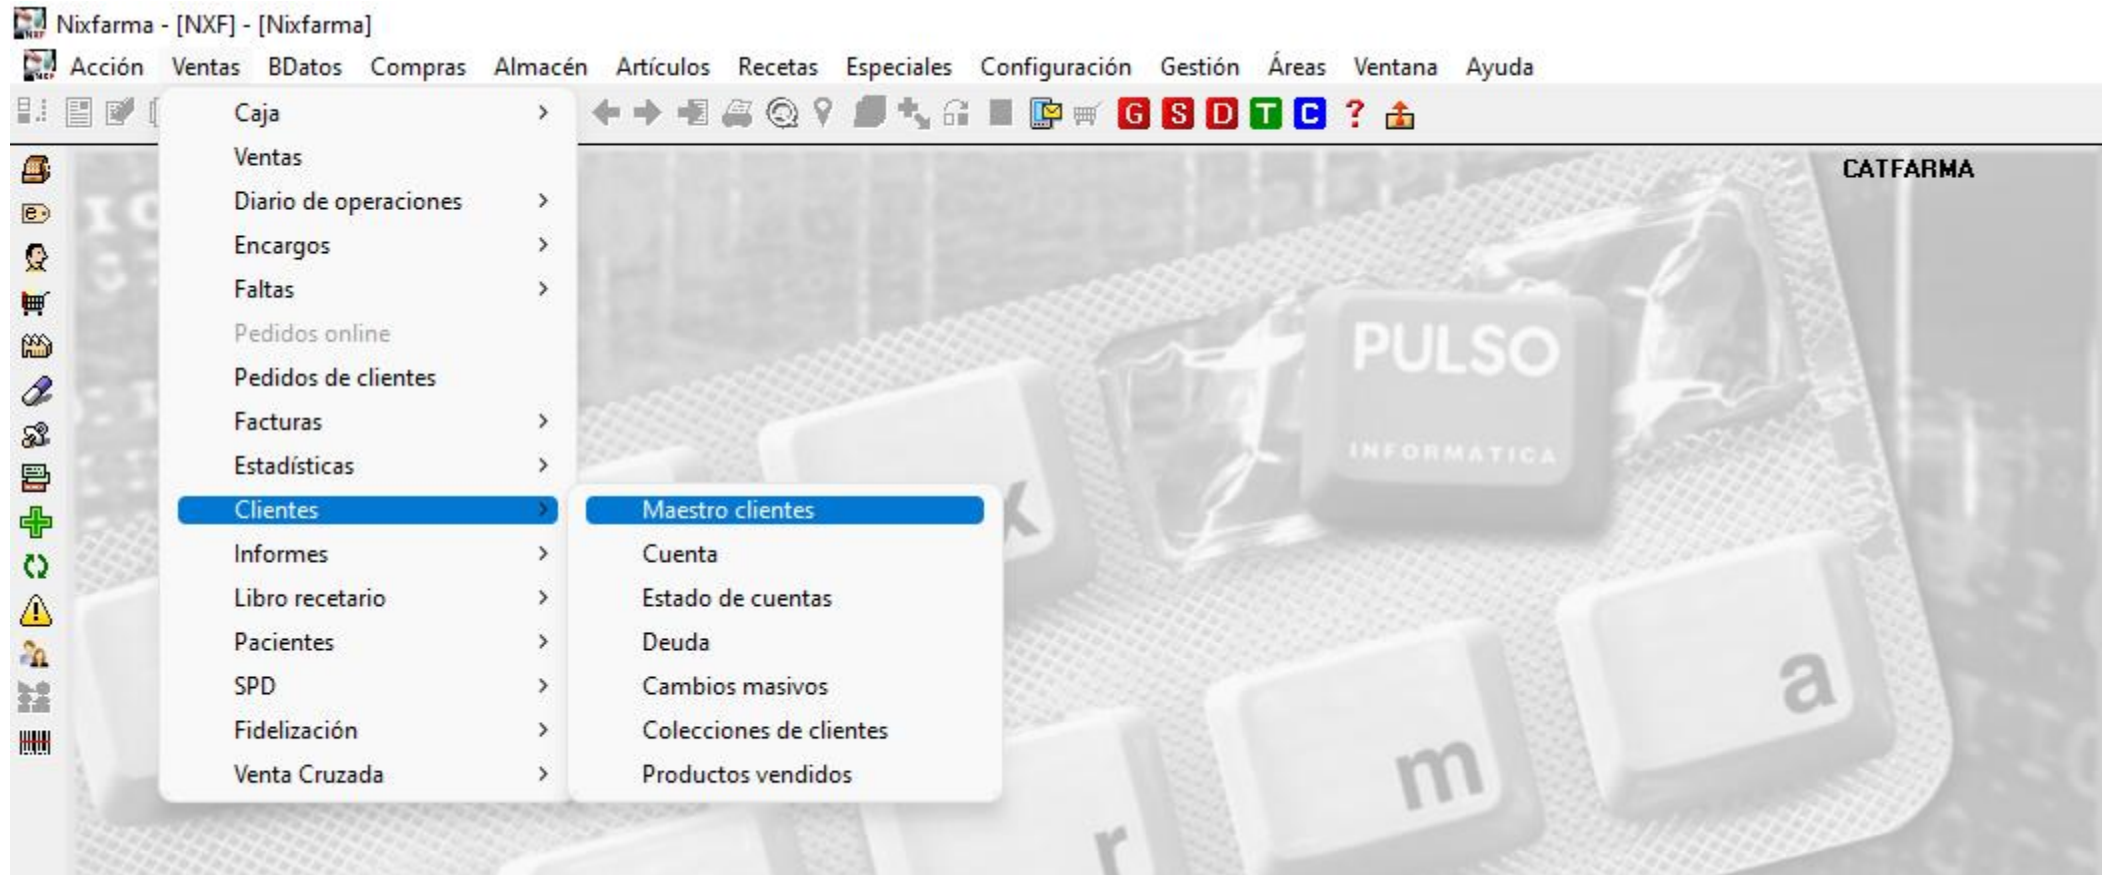 Nixfarma - [NXF] - [Nixfarma]
Acción Ventas BDatos Compras Almacén Artículos Recetas Especiales Configuración Gestión Áreas Ventana Ayuda
G S D T C ?
CATFARMA
Caja
Ventas
Diario de operaciones
Encargos
Faltas
Pedidos online
Pedidos de clientes
Facturas
Estadísticas
Clientes
Informes
Libro recetario
Pacientes
SPD
Fidelización
Venta Cruzada
Maestro clientes
Cuenta
Estado de cuentas
Deuda
Cambios masivos
Colecciones de clientes
Productos vendidos
PULSO
INFORMATICA
x
r m a